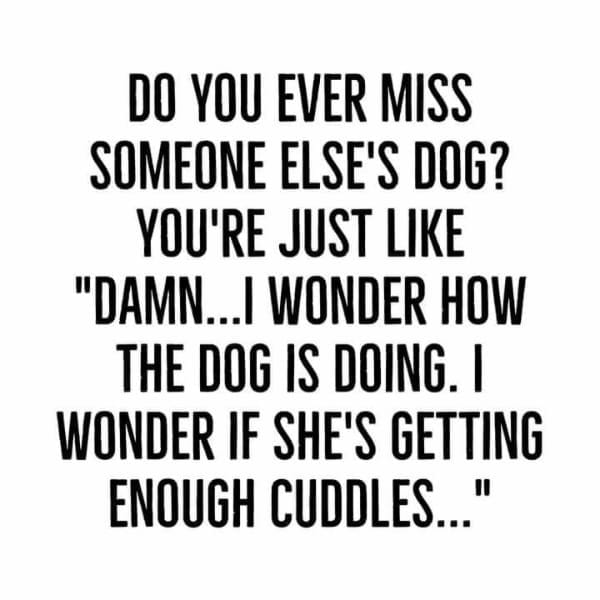 DO YOU EVER MISS
SOMEONE ELSE'S DOG?
YOU'RE JUST LIKE
"DAMN...I WONDER HOW
THE DOG IS DOING. I
WONDER IF SHE'S GETTING
ENOUGH CUDDLES..."